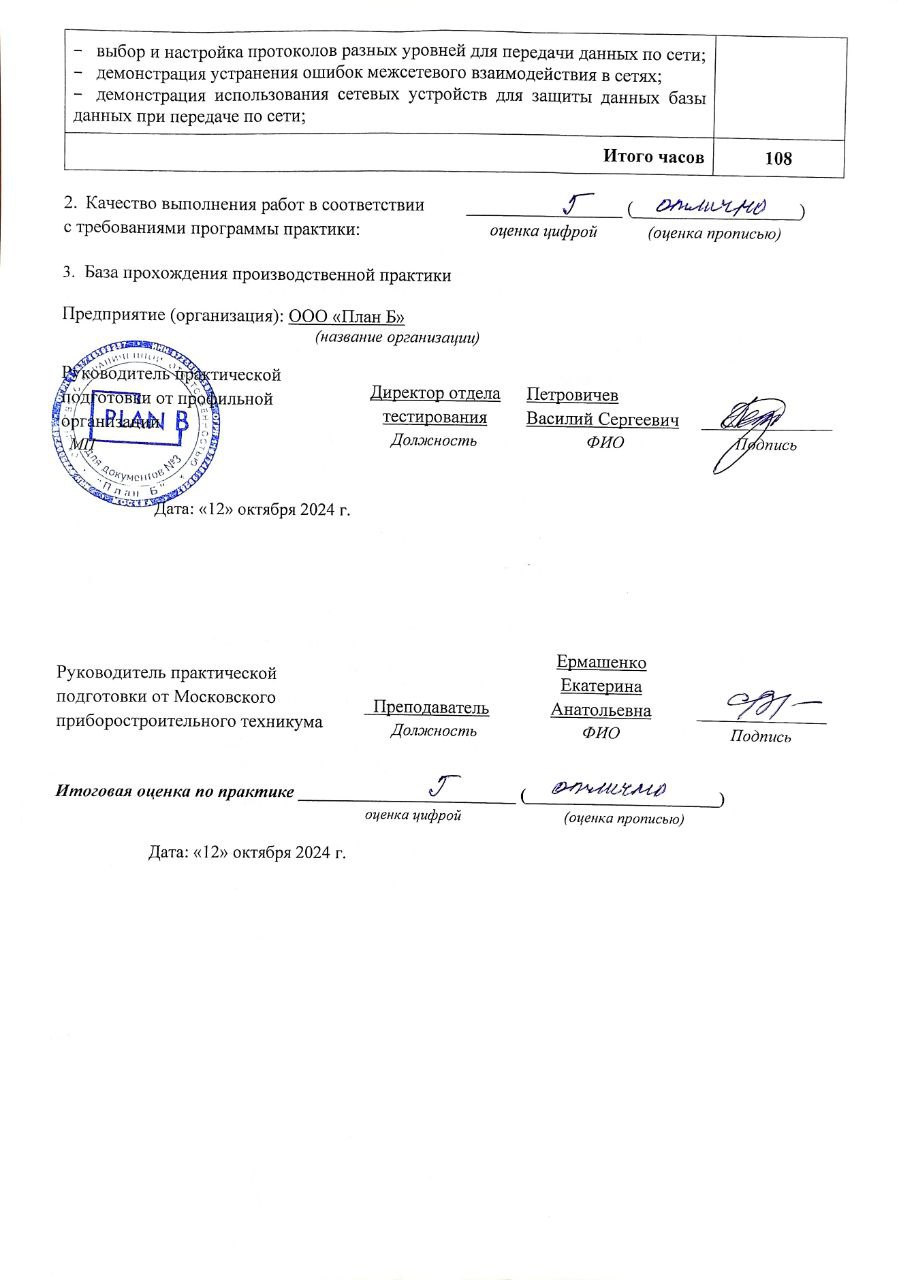 – выбор и настройка протоколов разных уровней для передачи данных по сети;
– демонстрация устранения ошибок межсетевого взаимодействия в сетях;
– демонстрация использования сетевых устройств для защиты данных базы
данных при передаче по сети;
Итого часов 108
2. Качество выполнения работ в соответствии 5 (отлично)
с требованиями программы практики: оценка цифрой (оценка прописью)
3. База прохождения производственной практики
Предприятие (организация): ООО «План Б»
(название организации)
Руководитель практической
подготовки от профильной
организации
МП
PLAN B
для документов №3
"План Б"
Директор отдела
тестирования
Должность
Петровичев
Василий Сергеевич
ФИО
Подпись
Дата: «12» октября 2024 г.
Руководитель практической
подготовки от Московского
приборостроительного техникума
Преподаватель
Должность
Ермашенко
Екатерина
Анатольевна
ФИО
Подпись
Итоговая оценка по практике 5 (отлично)
оценка цифрой (оценка прописью)
Дата: «12» октября 2024 г.